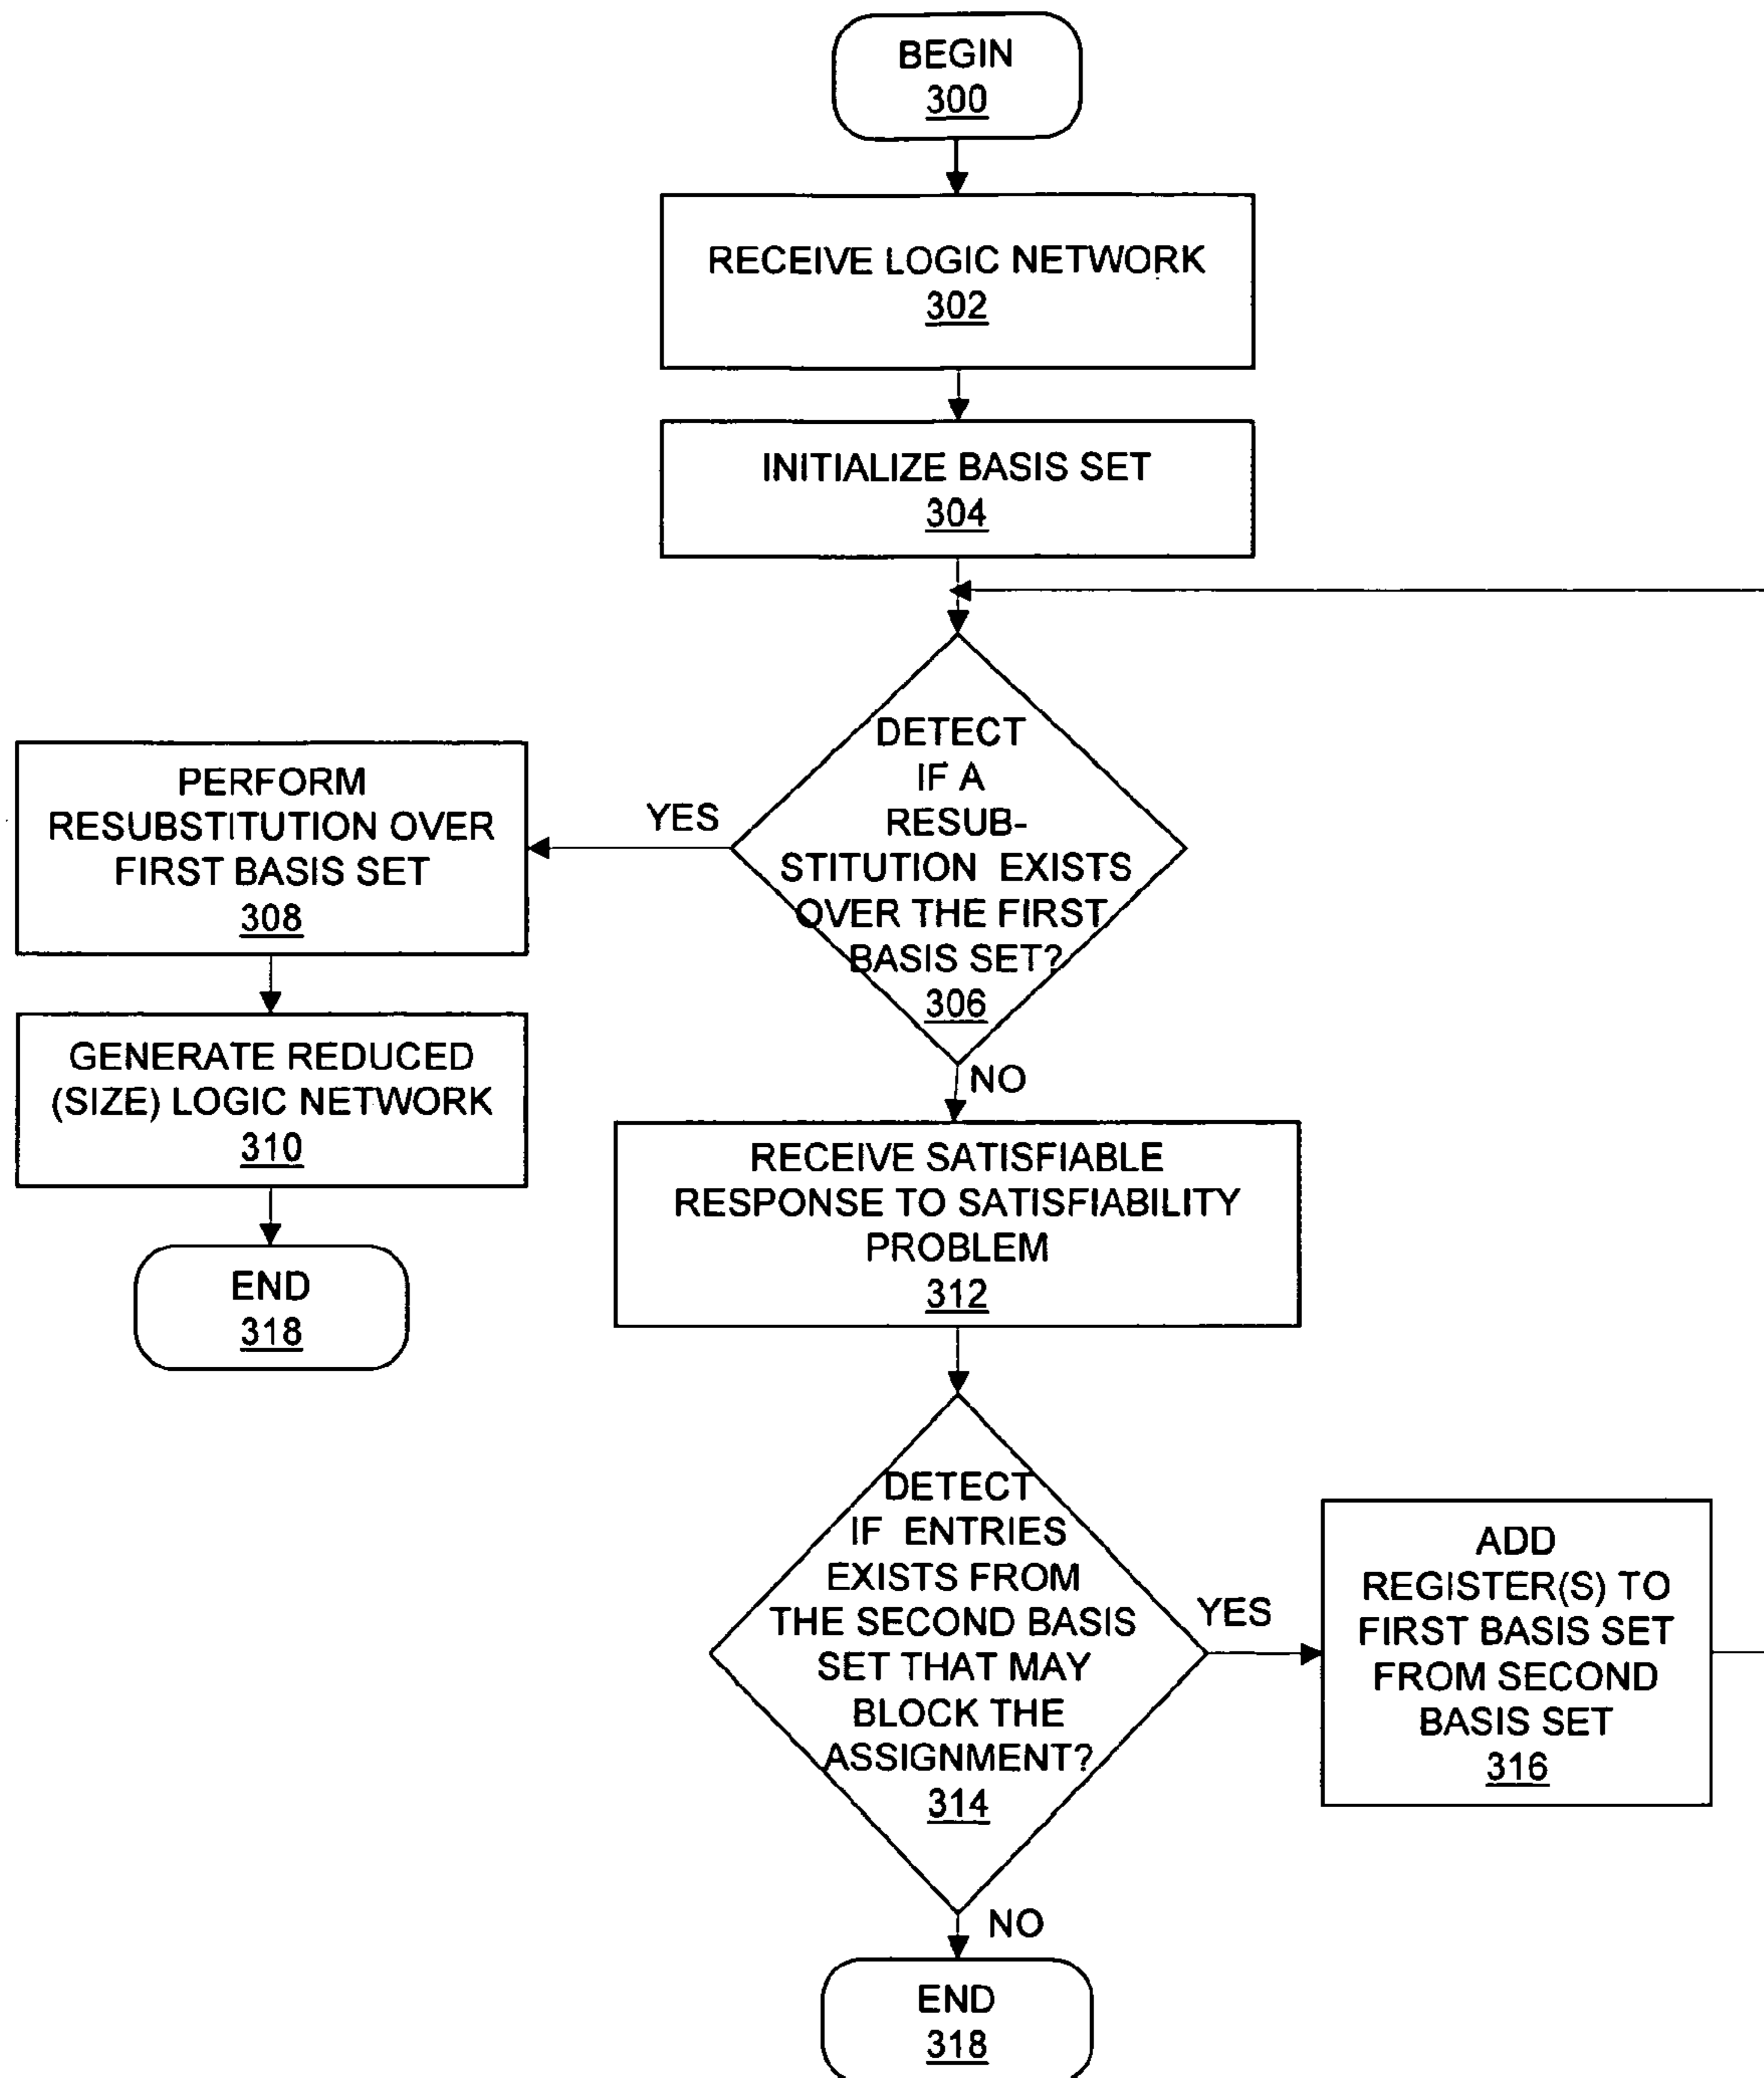 BEGIN
300
RECEIVE LOGIC NETWORK
302
INITIALIZE BASIS SET
304
DETECT
IF A
RESUB-
STITUTION EXISTS
OVER THE FIRST
BASIS SET?
306
YES
PERFORM
RESUBSTITUTION OVER
FIRST BASIS SET
308
GENERATE REDUCED
(SIZE) LOGIC NETWORK
310
END
318
NO
RECEIVE SATISFIABLE
RESPONSE TO SATISFIABILITY
PROBLEM
312
DETECT
IF ENTRIES
EXISTS FROM
THE SECOND BASIS
SET THAT MAY
BLOCK THE
ASSIGNMENT?
314
YES
ADD
REGISTER(S) TO
FIRST BASIS SET
FROM SECOND
BASIS SET
316
NO
END
318